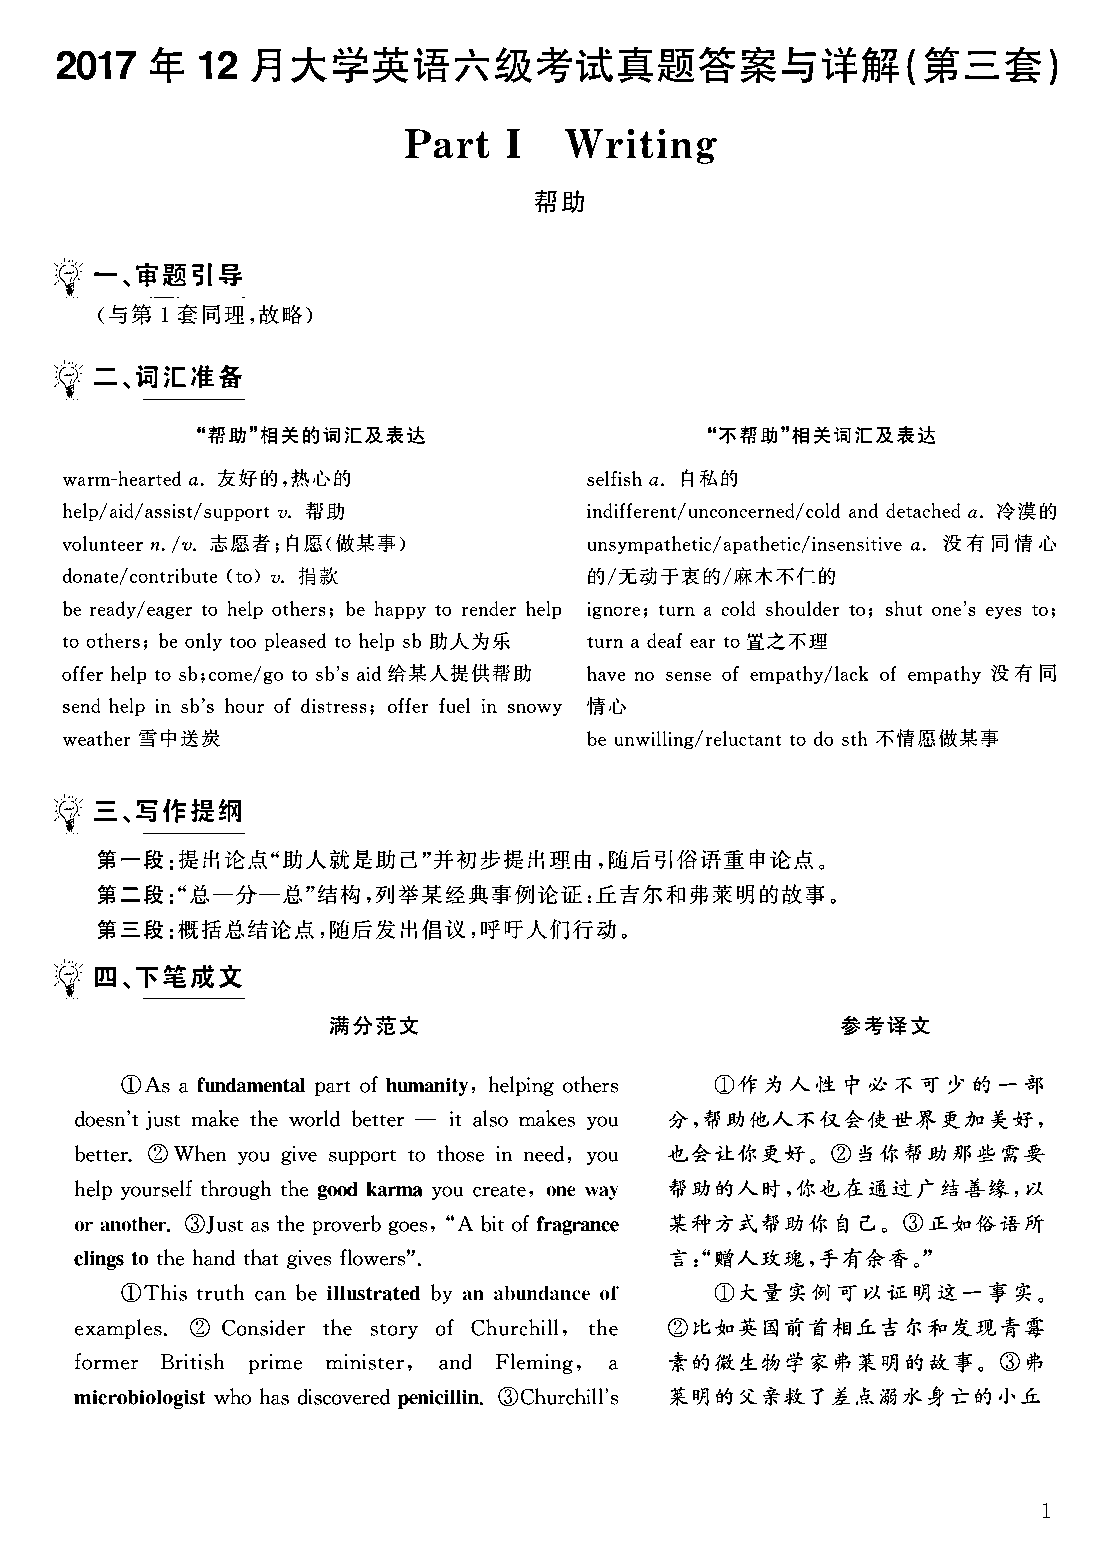 2017 年 12 月大学英语六级考试真题答案与详解(第三套)
Part I Writing
帮助
一、审题引导
(与第 1 套同理,故略)
二、词汇准备
“帮助”相关的词汇及表达
warm-hearted a. 友好的,热心的
help/aid/assist/support v. 帮助
volunteer n./v. 志愿者;自愿(做某事)
donate/contribute (to) v. 捐款
be ready/eager to help others; be happy to render help
to others; be only too pleased to help sb 助人为乐
offer help to sb;come/go to sb's aid 给某人提供帮助
send help in sb's hour of distress; offer fuel in snowy
weather 雪中送炭
“不帮助”相关词汇及表达
selfish a. 自私的
indifferent/unconcerned/cold and detached a. 冷漠的
unsympathetic/apathetic/insensitive a. 没有同情心
的/无动于衷的/麻木不仁的
ignore; turn a cold shoulder to; shut one's eyes to;
turn a deaf ear to 置之不理
have no sense of empathy/lack of empathy 没有同
情心
be unwilling/reluctant to do sth 不情愿做某事
三、写作提纲
第一段:提出论点“助人就是助己”并初步提出理由,随后引俗语重申论点。
第二段:“总—分—总”结构,列举某经典事例论证:丘吉尔和弗莱明的故事。
第三段:概括总结论点,随后发出倡议,呼吁人们行动。
四、下笔成文
满分范文
①As a fundamental part of humanity, helping others
doesn't just make the world better — it also makes you
better. ②When you give support to those in need, you
help yourself through the good karma you create, one way
or another. ③Just as the proverb goes, “A bit of fragrance
clings to the hand that gives flowers”.
①This truth can be illustrated by an abundance of
examples. ② Consider the story of Churchill, the
former British prime minister, and Fleming, a
microbiologist who has discovered penicillin. ③Churchill's
参考译文
①作为人性中必不可少的一部
分,帮助他人不仅会使世界更加美好,
也会让你更好。②当你帮助那些需要
帮助的人时,你也在通过广结善缘,以
某种方式帮助你自己。③正如俗语所
言:“赠人玫瑰,手有余香。”
①大量实例可以证明这一事实。
②比如英国前首相丘吉尔和发现青霉
素的微生物学家弗莱明的故事。③弗
莱明的父亲救了差点溺水身亡的小丘
1